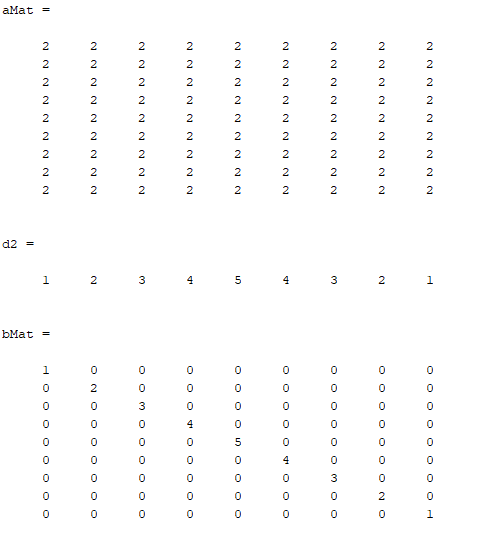 aMat =
2 2 2 2 2 2 2 2 2
2 2 2 2 2 2 2 2 2
2 2 2 2 2 2 2 2 2
2 2 2 2 2 2 2 2 2
2 2 2 2 2 2 2 2 2
2 2 2 2 2 2 2 2 2
2 2 2 2 2 2 2 2 2
2 2 2 2 2 2 2 2 2
2 2 2 2 2 2 2 2 2
d2 =
1 2 3 4 5 4 3 2 1
bMat =
1 0 0 0 0 0 0 0 0
0 2 0 0 0 0 0 0 0
0 0 3 0 0 0 0 0 0
0 0 0 4 0 0 0 0 0
0 0 0 0 5 0 0 0 0
0 0 0 0 0 4 0 0 0
0 0 0 0 0 0 3 0 0
0 0 0 0 0 0 0 2 0
0 0 0 0 0 0 0 0 1